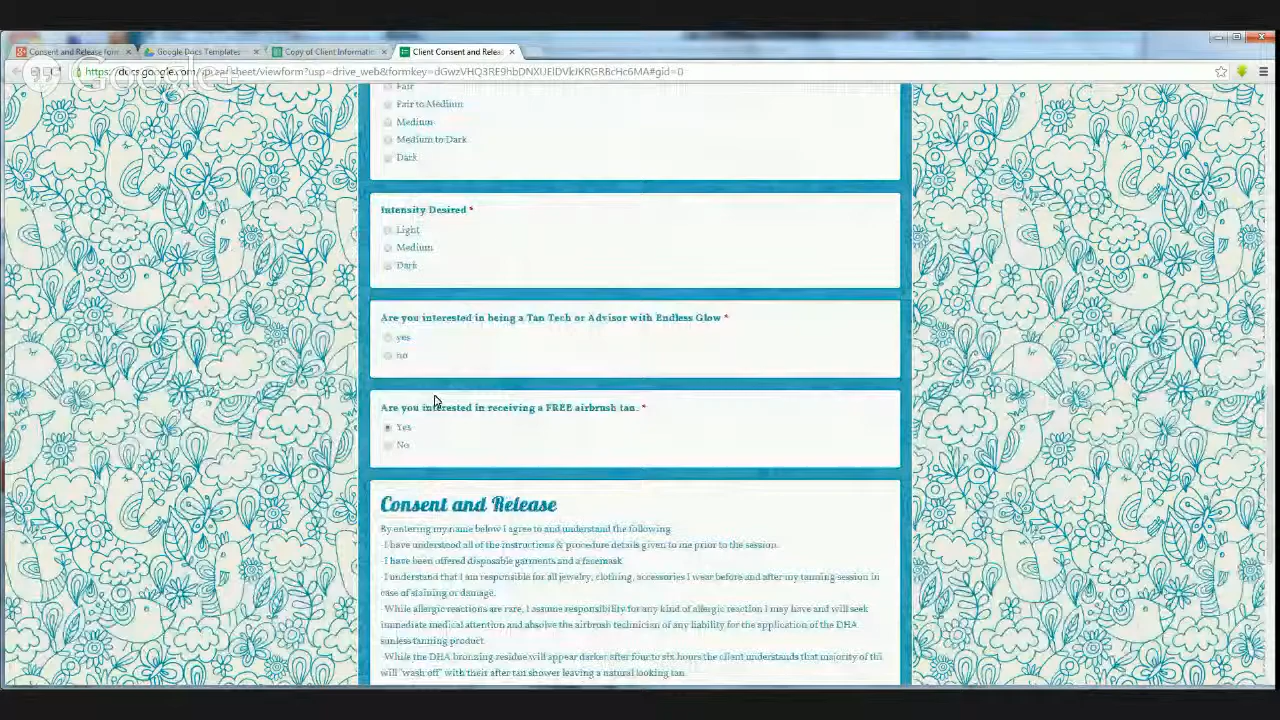 Consent and Release form
Google Docs Templates
Copy of Client Informatic
Client Consent and Relea
Google+
Fair
Fair to Medium
Medium
Medium to Dark
Dark
Intensity Desired *
Light
Medium
Dark
Are you interested in being a Tan Tech or Advisor with Endless Glow *
yes
no
Are you interested in receiving a FREE airbrush tan. *
Yes
No
Consent and Release
By entering my name below I agree to and understand the following
-I have understood all of the instructions & procedure details given to me prior to the session.
-I have been offered disposable garments and a facemask
-I understand that I am responsible for all jewelry, clothing, accessories I wear before and after my tanning session in
case of staining or damage.
-While allergic reactions are rare, I assume responsibility for any kind of allergic reaction I may have and will seek
immediate medical attention and absolve the airbrush technician of any liability for the application of the DHA
sunless tanning product
-While the DHA bronzing residue will appear darker after four to six hours the client understands that majority of thi
will "wash off" with their after tan shower leaving a natural looking tan